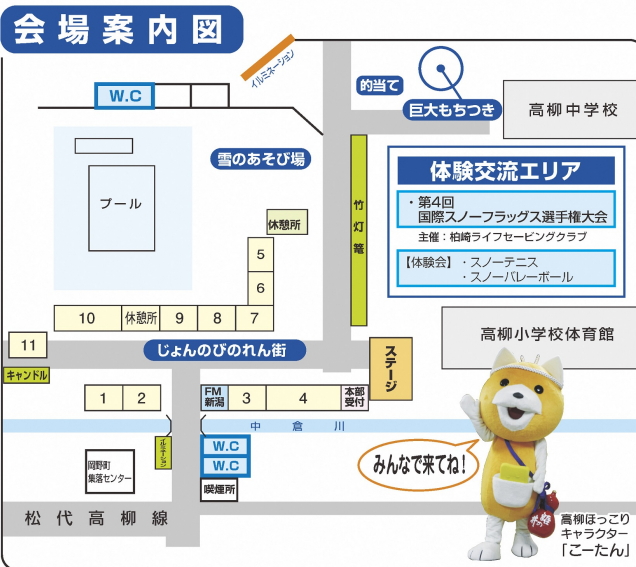 会場案内図
イルミネーション
W.C
的当て
巨大もちつき
高柳中学校
雪のあそび場
プール
竹灯篭
体験交流エリア
・第4回
国際スノーフラッグス選手権大会
主催：柏崎ライフセービングクラブ
【体験会】・スノーテニス
・スノーバレーボール
休憩所
5
6
10
休憩所
9
8
7
11
じょんのびのれん街
ステージ
高柳小学校体育館
キャンドル
1
2
FM
新潟
3
4
本部
受付
中倉川
イルミネーション
W.C
W.C
岡野町
集落センター
喫煙所
みんなで来てね！
松代高柳線
高柳ほっこり
キャラクター
「こーたん」